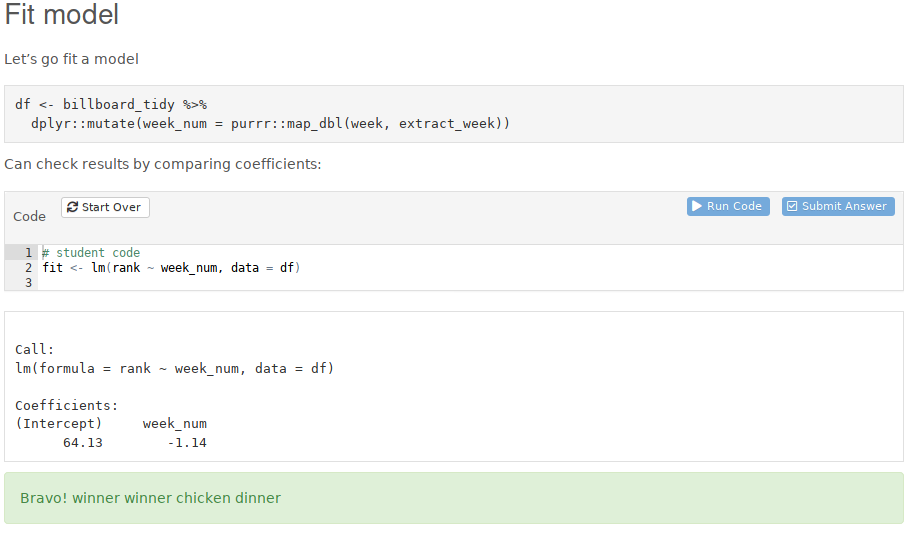 Fit model
Let’s go fit a model
df <- billboard_tidy %>%
  dplyr::mutate(week_num = purrr::map_dbl(week, extract_week))
Can check results by comparing coefficients:
Code Start Over Run Code Submit Answer
1 # student code
2 fit <- lm(rank ~ week_num, data = df)
3
Call:
lm(formula = rank ~ week_num, data = df)
Coefficients:
(Intercept)     week_num
      64.13        -1.14
Bravo! winner winner chicken dinner